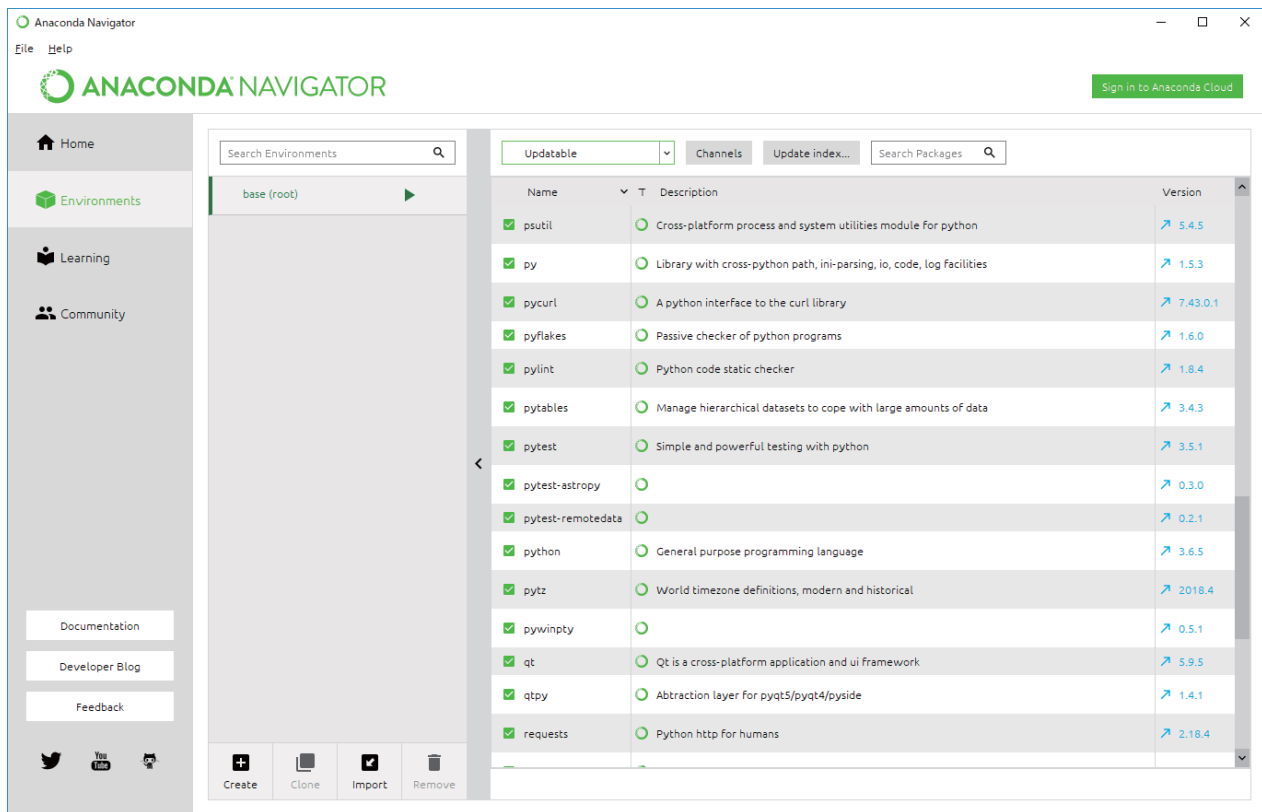 Anaconda Navigator
File Help
ANACONDA NAVIGATOR
Sign in to Anaconda Cloud
Home
Environments
Learning
Community
Documentation
Developer Blog
Feedback
You Tube
Search Environments
base (root)
Create Clone Import Remove
Updatable Channels Update index... Search Packages
Name T Description Version
psutil Cross-platform process and system utilities module for python 5.4.5
py Library with cross-python path, ini-parsing, io, code, log facilities 1.5.3
pycurl A python interface to the curl library 7.43.0.1
pyflakes Passive checker of python programs 1.6.0
pylint Python code static checker 1.8.4
pytables Manage hierarchical datasets to cope with large amounts of data 3.4.3
pytest Simple and powerful testing with python 3.5.1
pytest-astropy 0.3.0
pytest-remotedata 0.2.1
python General purpose programming language 3.6.5
pytz World timezone definitions, modern and historical 2018.4
pywinpty 0.5.1
qt Qt is a cross-platform application and ui framework 5.9.5
qtpy Abtraction layer for pyqt5/pyqt4/pyside 1.4.1
requests Python http for humans 2.18.4